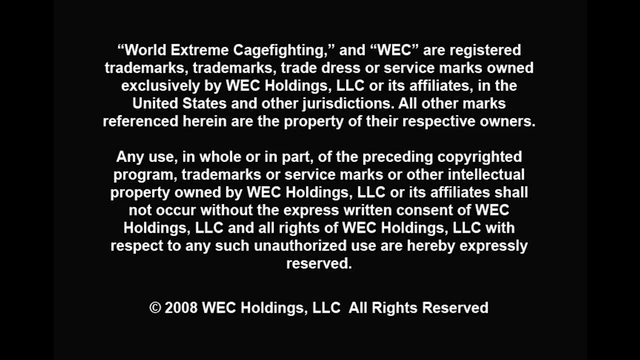 “World Extreme Cagefighting,” and “WEC” are registered
trademarks, trademarks, trade dress or service marks owned
exclusively by WEC Holdings, LLC or its affiliates, in the
United States and other jurisdictions. All other marks
referenced herein are the property of their respective owners.
Any use, in whole or in part, of the preceding copyrighted
program, trademarks or service marks or other intellectual
property owned by WEC Holdings, LLC or its affiliates shall
not occur without the express written consent of WEC
Holdings, LLC and all rights of WEC Holdings, LLC with
respect to any such unauthorized use are hereby expressly
reserved.
© 2008 WEC Holdings, LLC  All Rights Reserved